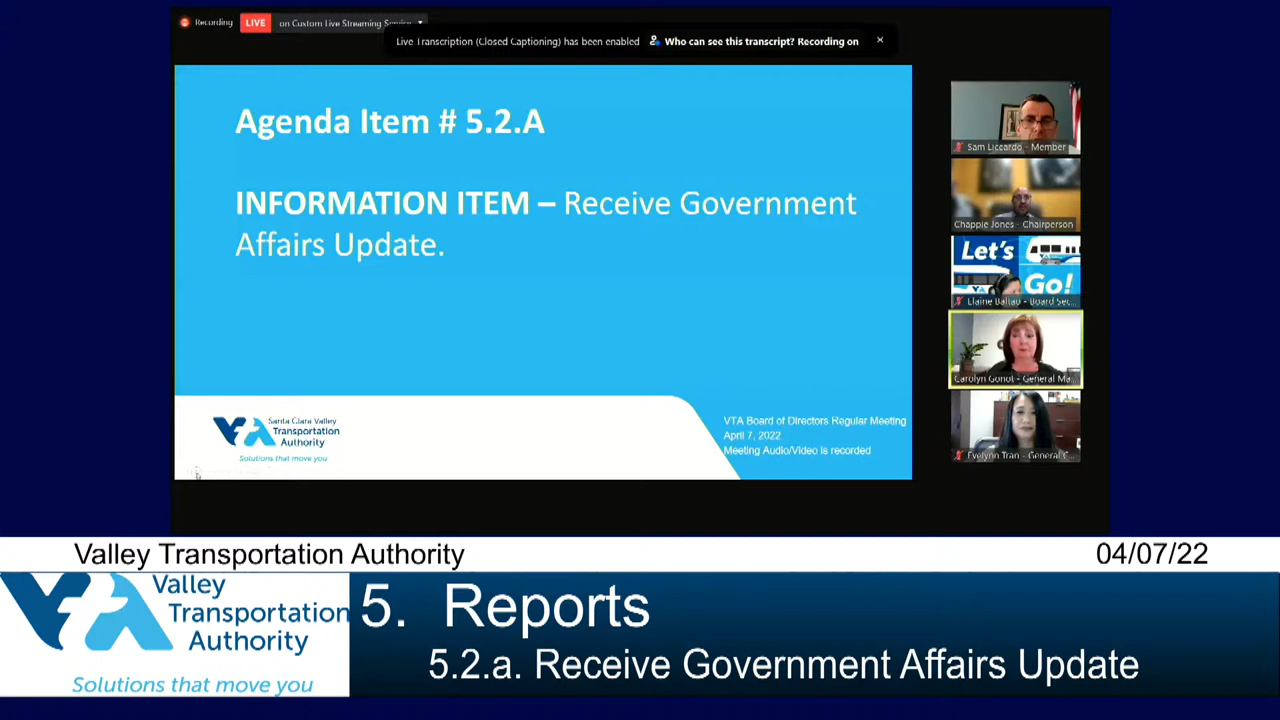 Recording
LIVE
on Custom Live Streaming Service
Live Transcription (Closed Captioning) has been enabled
Who can see this transcript? Recording on
Agenda Item # 5.2.A
INFORMATION ITEM – Receive Government
Affairs Update.
VTA
Santa Clara Valley
Transportation
Authority
Solutions that move you
VTA Board of Directors Regular Meeting
April 7, 2022
Meeting Audio/Video is recorded
Sam Liccardo - Member
Chappie Jones - Chairperson
Let's
Go!
VTA
Elaine Baltao - Board Sec...
Carolyn Gonot - General Ma...
Evelynn Tran - General C...
Valley Transportation Authority
04/07/22
VTA
Valley
Transportation
Authority
Solutions that move you
5. Reports
5.2.a. Receive Government Affairs Update